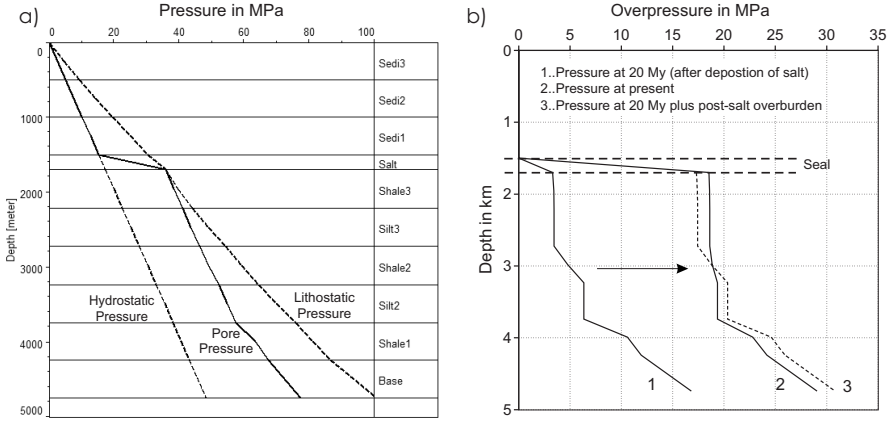 a)
Pressure in MPa
0 20 40 60 80 100
Depth [meter]
0
1000
2000
3000
4000
5000
Sedi3
Sedi2
Sedi1
Salt
Shale3
Silt3
Shale2
Silt2
Shale1
Base
Hydrostatic
Pressure
Pore
Pressure
Lithostatic
Pressure
b)
Overpressure in MPa
0 5 10 15 20 25 30 35
Depth in km
0
1
2
3
4
5
1..Pressure at 20 My (after depostion of salt)
2..Pressure at present
3..Pressure at 20 My plus post-salt overburden
Seal
1
2
3